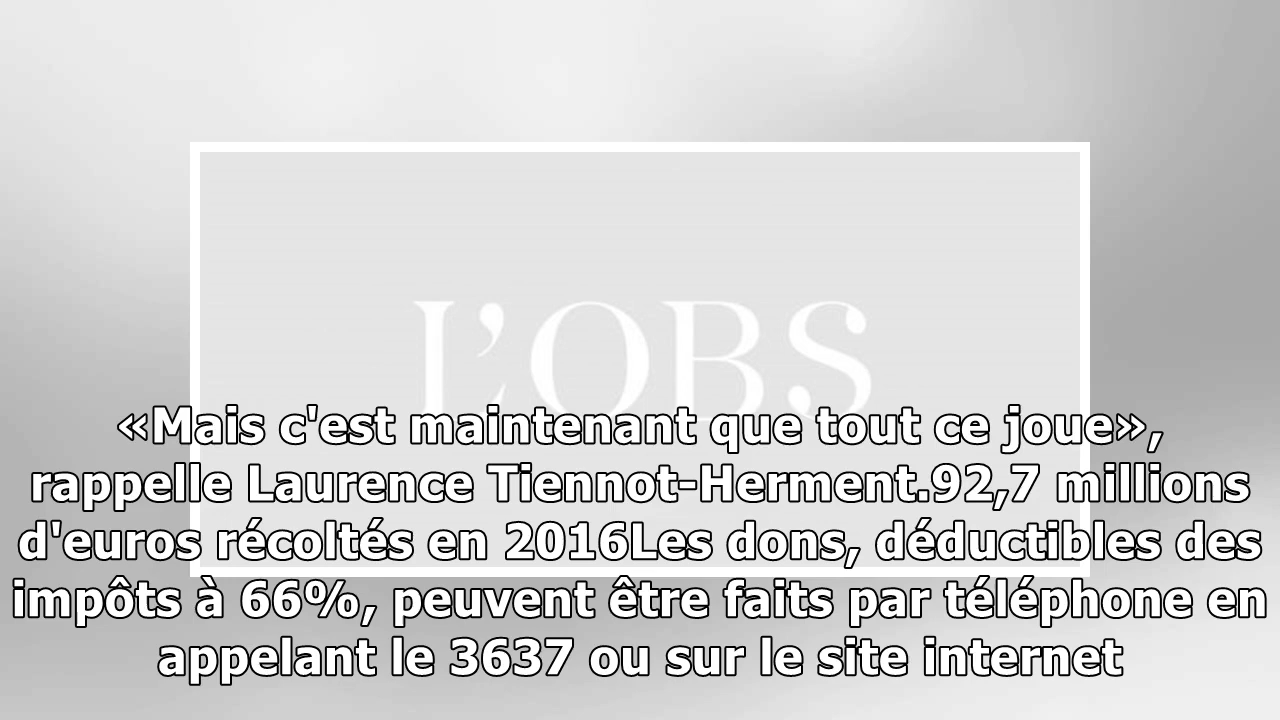 L'OBS
«Mais c'est maintenant que tout ce joue»,
rappelle Laurence Tiennot-Herment.92,7 millions
d'euros récoltés en 2016Les dons, déductibles des
impôts à 66%, peuvent être faits par téléphone en
appelant le 3637 ou sur le site internet